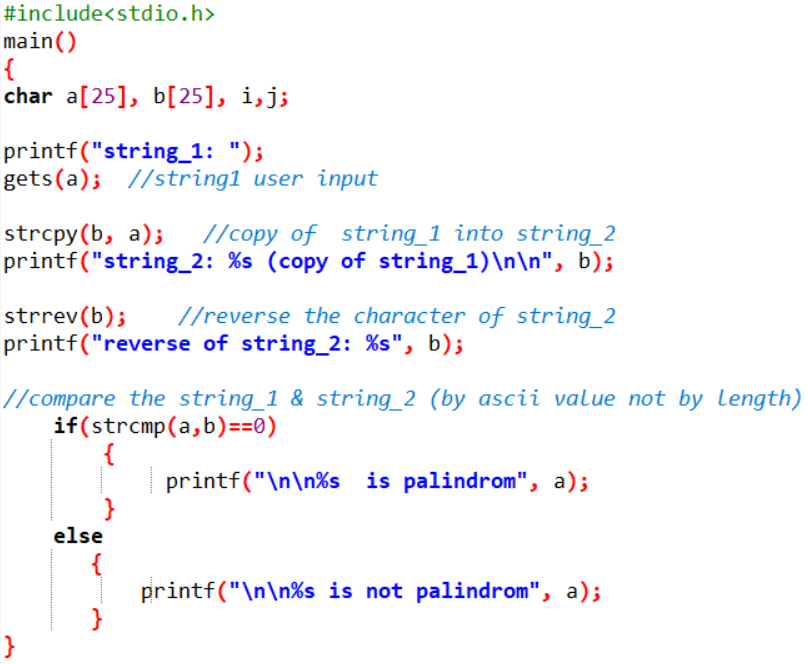 #include<stdio.h>
main()
{
char a[25], b[25], i,j;
printf("string_1: ");
gets(a);  //string1 user input
strcpy(b, a);   //copy of  string_1 into string_2
printf("string_2: %s (copy of string_1)\n\n", b);
strrev(b);    //reverse the character of string_2
printf("reverse of string_2: %s", b);
//compare the string_1 & string_2 (by ascii value not by length)
if(strcmp(a,b)==0)
{
printf("\n\n%s  is palindrom", a);
}
else
{
printf("\n\n%s is not palindrom", a);
}
}